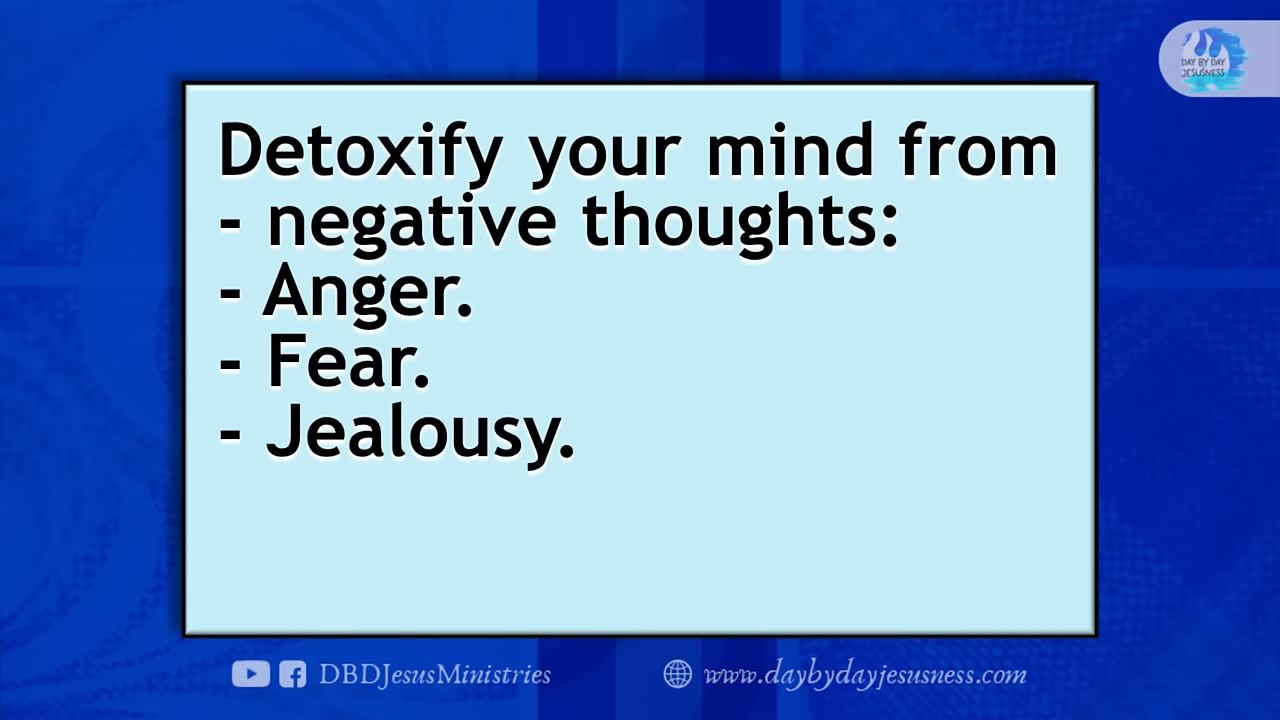 DAY BY DAY
JESUSNESS
Detoxify your mind from
- negative thoughts:
- Anger.
- Fear.
- Jealousy.
DBDJesusMinistries
www.daybydayjesusness.com